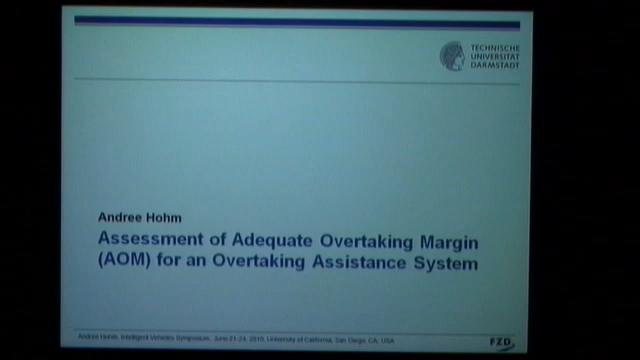 TECHNISCHE
UNIVERSITÄT
DARMSTADT
Andree Hohm
Assessment of Adequate Overtaking Margin
(AOM) for an Overtaking Assistance System
Andree Hohm, Intelligent Vehicles Symposium, June 21-24, 2010, University of California, San Diego, CA, USA
FZD